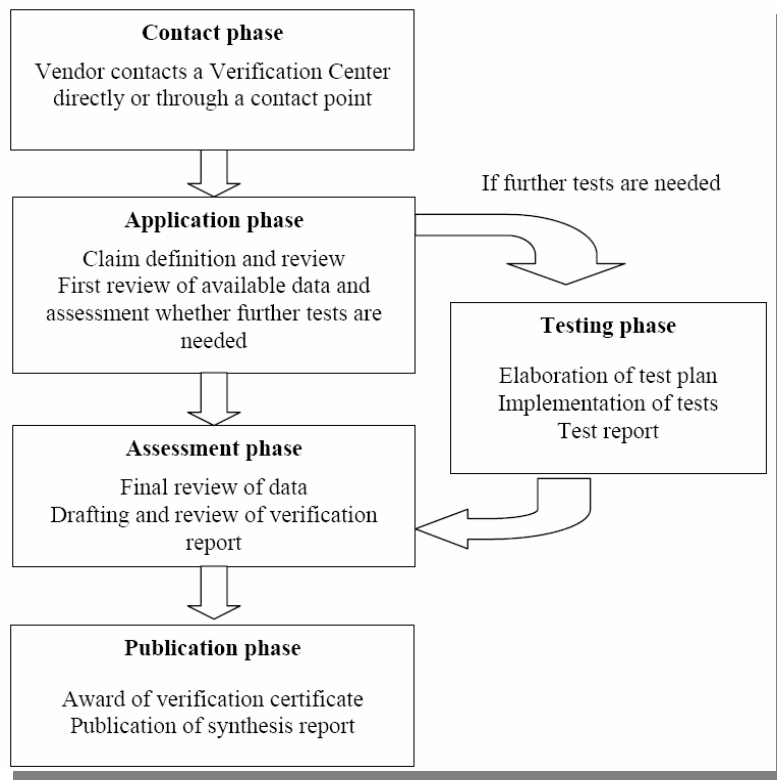 Contact phase
Vendor contacts a Verification Center
directly or through a contact point
If further tests are needed
Application phase
Claim definition and review
First review of available data and
assessment whether further tests are
needed
Testing phase
Elaboration of test plan
Implementation of tests
Test report
Assessment phase
Final review of data
Drafting and review of verification
report
Publication phase
Award of verification certificate
Publication of synthesis report